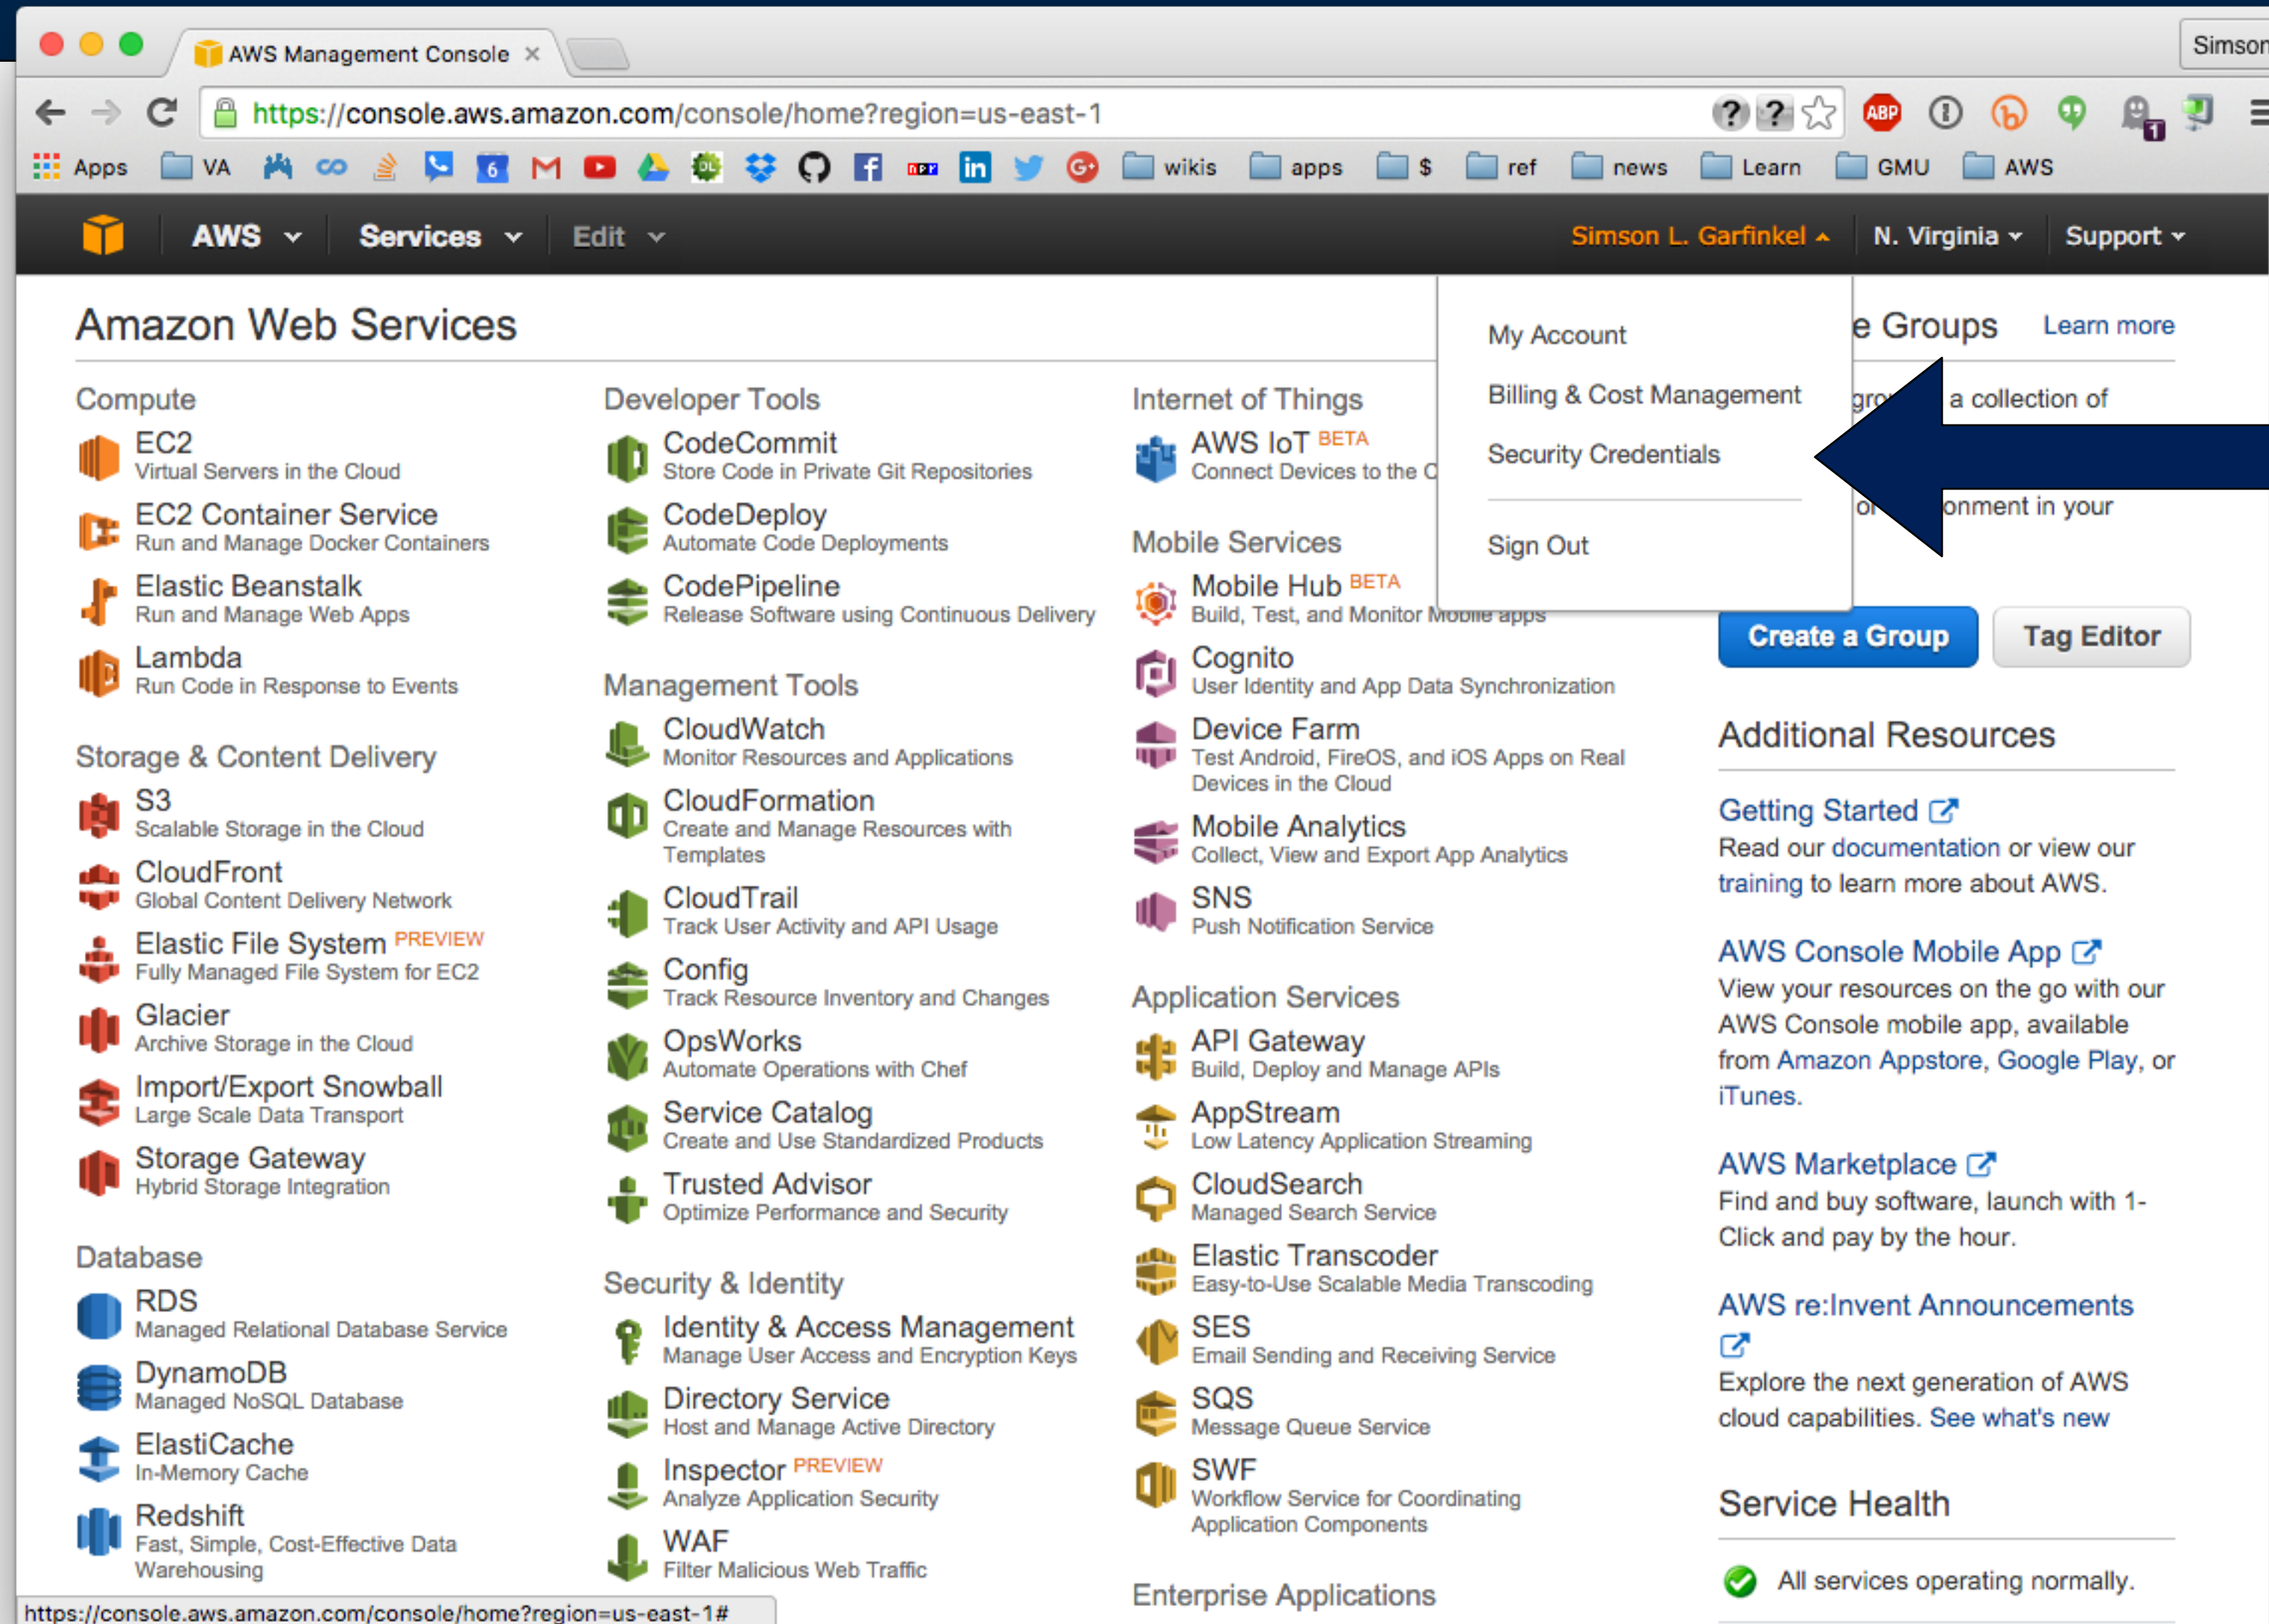 AWS Management Console
Simson
https://console.aws.amazon.com/console/home?region=us-east-1
ABP
1
Apps
VA
6
DL
npr
in
G+
wikis
apps
$
ref
news
Learn
GMU
AWS
AWS
Services
Edit
Simson L. Garfinkel
N. Virginia
Support
Amazon Web Services
Compute
EC2
Virtual Servers in the Cloud
EC2 Container Service
Run and Manage Docker Containers
Elastic Beanstalk
Run and Manage Web Apps
Lambda
Run Code in Response to Events
Storage & Content Delivery
S3
Scalable Storage in the Cloud
CloudFront
Global Content Delivery Network
Elastic File System PREVIEW
Fully Managed File System for EC2
Glacier
Archive Storage in the Cloud
Import/Export Snowball
Large Scale Data Transport
Storage Gateway
Hybrid Storage Integration
Database
RDS
Managed Relational Database Service
DynamoDB
Managed NoSQL Database
ElastiCache
In-Memory Cache
Redshift
Fast, Simple, Cost-Effective Data
Warehousing
https://console.aws.amazon.com/console/home?region=us-east-1#
Developer Tools
CodeCommit
Store Code in Private Git Repositories
CodeDeploy
Automate Code Deployments
CodePipeline
Release Software using Continuous Delivery
Management Tools
CloudWatch
Monitor Resources and Applications
CloudFormation
Create and Manage Resources with
Templates
CloudTrail
Track User Activity and API Usage
Config
Track Resource Inventory and Changes
OpsWorks
Automate Operations with Chef
Service Catalog
Create and Use Standardized Products
Trusted Advisor
Optimize Performance and Security
Security & Identity
Identity & Access Management
Manage User Access and Encryption Keys
Directory Service
Host and Manage Active Directory
Inspector PREVIEW
Analyze Application Security
WAF
Filter Malicious Web Traffic
Internet of Things
AWS IoT BETA
Connect Devices to the C
Mobile Services
Mobile Hub BETA
Build, Test, and Monitor Mobile apps
Cognito
User Identity and App Data Synchronization
Device Farm
Test Android, FireOS, and iOS Apps on Real
Devices in the Cloud
Mobile Analytics
Collect, View and Export App Analytics
SNS
Push Notification Service
Application Services
API Gateway
Build, Deploy and Manage APIs
AppStream
Low Latency Application Streaming
CloudSearch
Managed Search Service
Elastic Transcoder
Easy-to-Use Scalable Media Transcoding
SES
Email Sending and Receiving Service
SQS
Message Queue Service
SWF
Workflow Service for Coordinating
Application Components
Enterprise Applications
My Account
Billing & Cost Management
Security Credentials
Sign Out
e Groups
Learn more
a collection of
onment in your
Create a Group
Tag Editor
Additional Resources
Getting Started
Read our documentation or view our
training to learn more about AWS.
AWS Console Mobile App
View your resources on the go with our
AWS Console mobile app, available
from Amazon Appstore, Google Play, or
iTunes.
AWS Marketplace
Find and buy software, launch with 1-
Click and pay by the hour.
AWS re:Invent Announcements
Explore the next generation of AWS
cloud capabilities. See what's new
Service Health
All services operating normally.